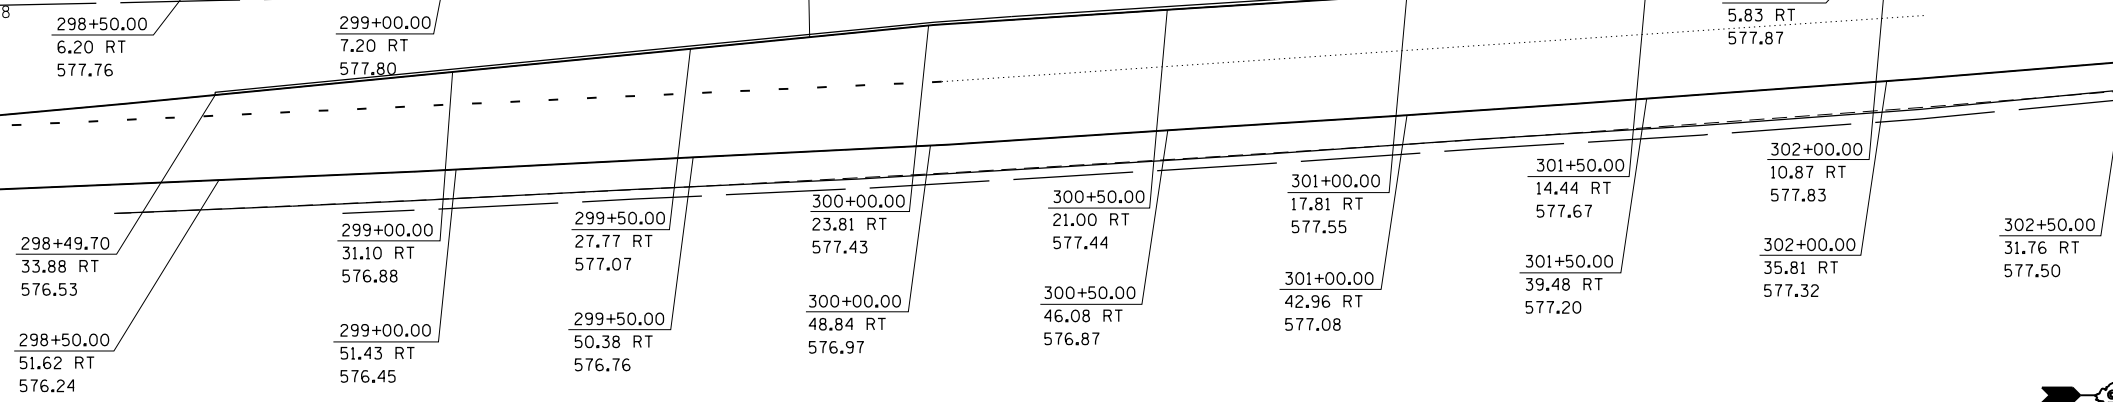 8
298+50.00
6.20 RT
577.76
299+00.00
7.20 RT
577.80
5.83 RT
577.87
298+49.70
33.88 RT
576.53
299+00.00
31.10 RT
576.88
299+50.00
27.77 RT
577.07
300+00.00
23.81 RT
577.43
300+50.00
21.00 RT
577.44
301+00.00
17.81 RT
577.55
301+50.00
14.44 RT
577.67
302+00.00
10.87 RT
577.83
298+50.00
51.62 RT
576.24
299+00.00
51.43 RT
576.45
299+50.00
50.38 RT
576.76
300+00.00
48.84 RT
576.97
300+50.00
46.08 RT
576.87
301+00.00
42.96 RT
577.08
301+50.00
39.48 RT
577.20
302+00.00
35.81 RT
577.32
302+50.00
31.76 RT
577.50